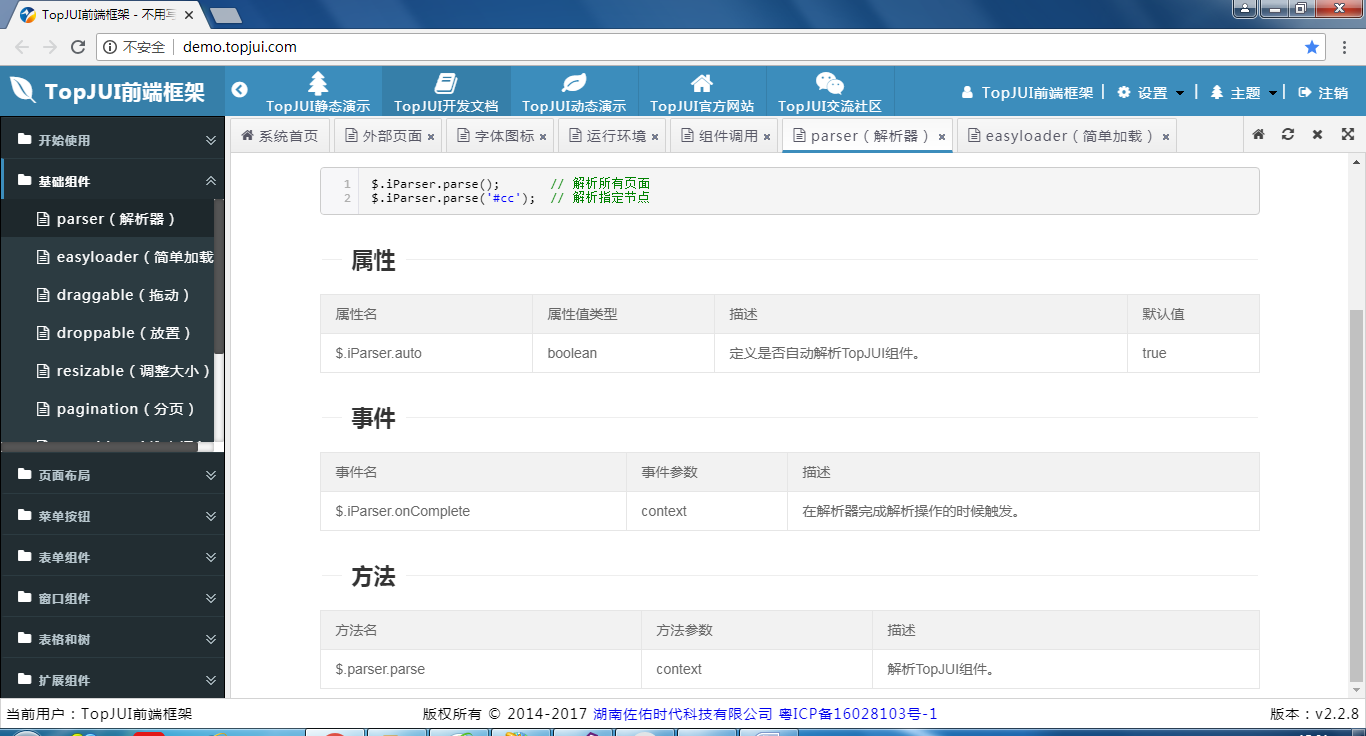 TopJUI前端框架 - 不用写
不安全 demo.topjui.com
TopJUI前端框架
TopJUI静态演示 TopJUI开发文档 TopJUI动态演示 TopJUI官方网站 TopJUI交流社区
TopJUI前端框架 | 设置 | 主题 | 注销
系统首页 外部页面 字体图标 运行环境 组件调用 parser（解析器） easyloader（简单加载）
开始使用
基础组件
parser（解析器）
easyloader（简单加载
draggable（拖动）
droppable（放置）
resizable（调整大小）
pagination（分页）
页面布局
菜单按钮
表单组件
窗口组件
表格和树
扩展组件
1 $.iParser.parse(); // 解析所有页面
2 $.iParser.parse('#cc'); // 解析指定节点
属性
属性名 属性值类型 描述 默认值
$.iParser.auto boolean 定义是否自动解析TopJUI组件。 true
事件
事件名 事件参数 描述
$.iParser.onComplete context 在解析器完成解析操作的时候触发。
方法
方法名 方法参数 描述
$.parser.parse context 解析TopJUI组件。
当前用户：TopJUI前端框架 版权所有 © 2014-2017 湖南佐佑时代科技有限公司 粤ICP备16028103号-1 版本：v2.2.8